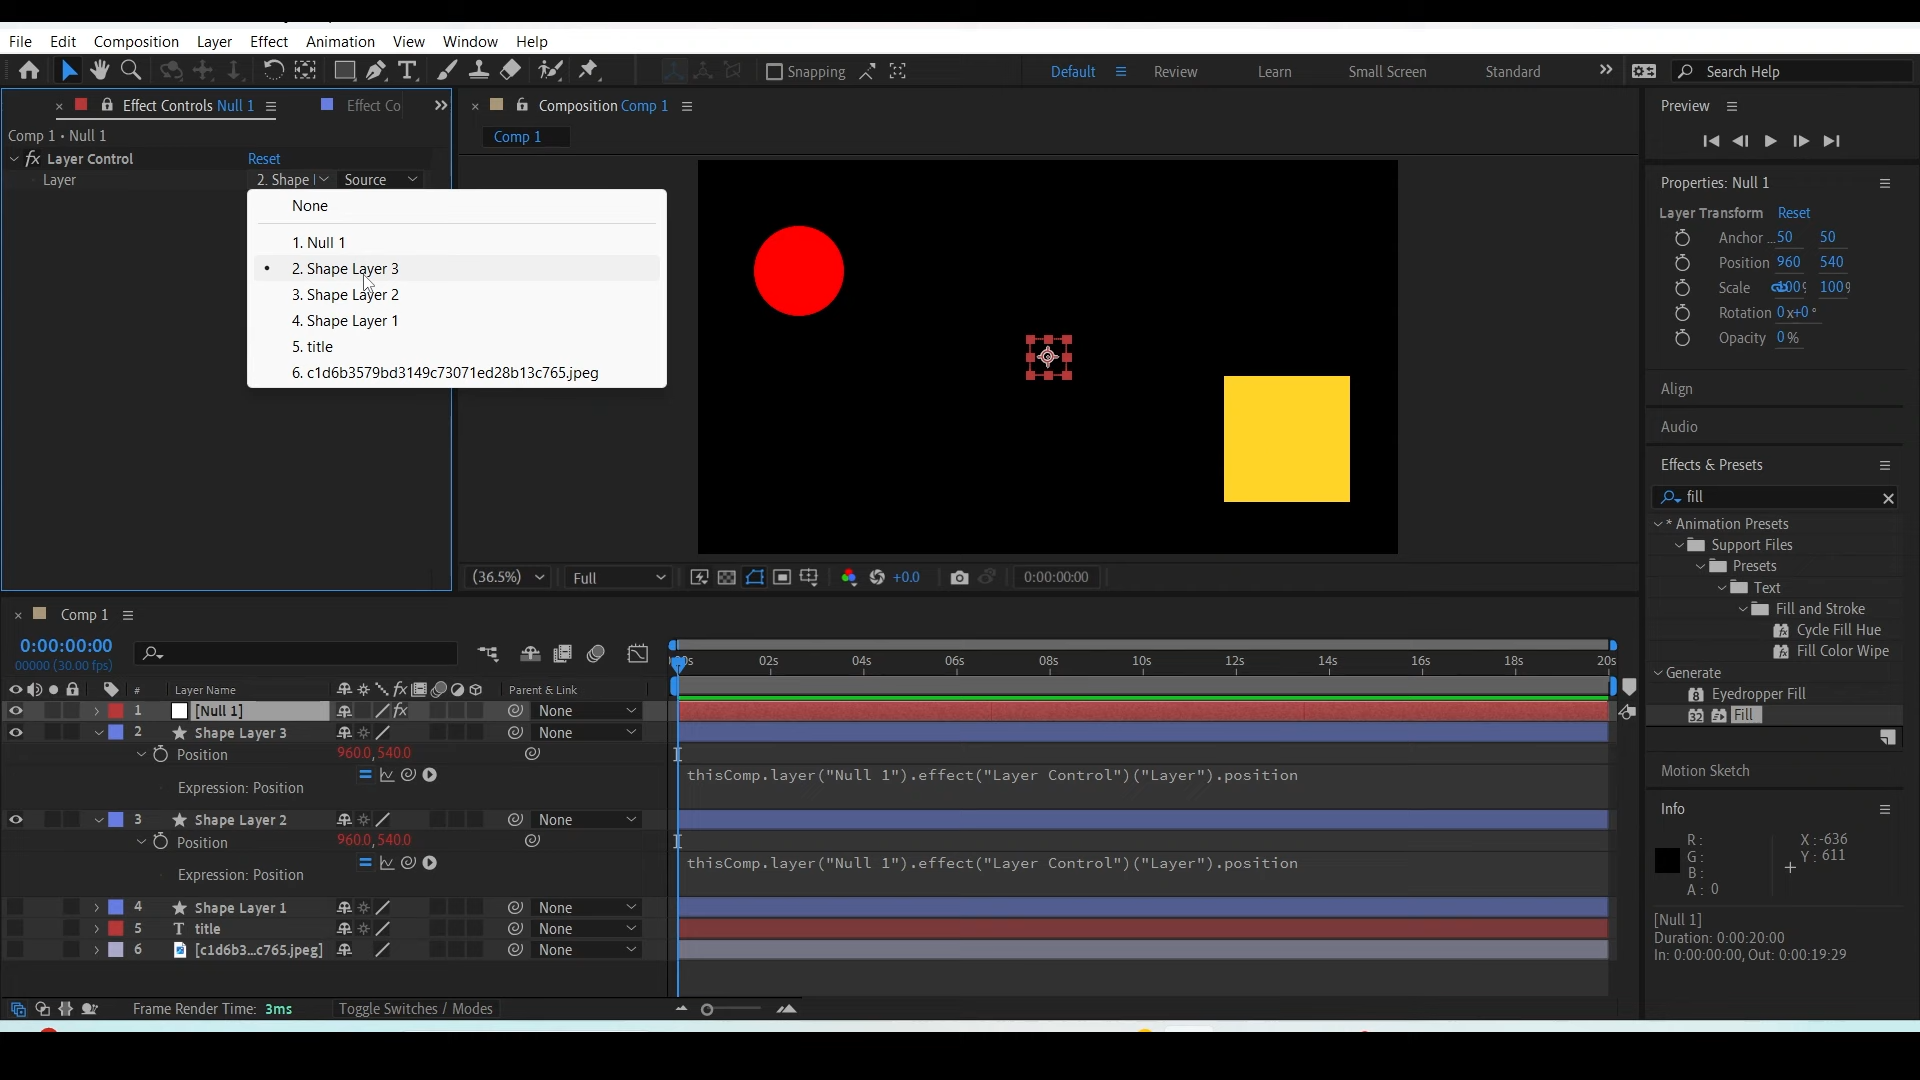 File Edit Composition Layer Effect Animation View Window Help
Snapping Default Review Learn Small Screen Standard Search Help
Effect Controls Null 1 Effect Co
Composition Comp 1
Preview
Comp 1 • Null 1
Comp 1
fx Layer Control Reset
Layer 2. Shape Source
None
1. Null 1
2. Shape Layer 3
3. Shape Layer 2
4. Shape Layer 1
5. title
6. c1d6b3579bd3149c73071ed28b13c765.jpeg
Properties: Null 1
Layer Transform Reset
Anchor ... 50 50
Position 960 540
Scale 100% 100%
Rotation 0x+0°
Opacity 0%
Align
Audio
Effects & Presets
fill
* Animation Presets
Support Files
Presets
Text
Fill and Stroke
Cycle Fill Hue
Fill Color Wipe
Generate
8 Eyedropper Fill
32 Fill
Motion Sketch
Info
R: X: -636
G: Y: 611
B:
A: 0
[Null 1]
Duration: 0:00:20:00
In: 0:00:00:00, Out: 0:00:19:29
(36.5%) Full +0.0 0:00:00:00
Comp 1
0:00:00:00
00000 (30.00 fps)
02s 04s 06s 08s 10s 12s 14s 16s 18s 20s
# Layer Name fx Parent & Link
1 [Null 1] fx None
2 Shape Layer 3 None
Position 960.0, 540.0
thisComp.layer("Null 1").effect("Layer Control")("Layer").position
Expression: Position
3 Shape Layer 2 None
Position 960.0, 540.0
thisComp.layer("Null 1").effect("Layer Control")("Layer").position
Expression: Position
4 Shape Layer 1 None
5 T title None
6 [c1d6b3...c765.jpeg] None
Frame Render Time: 3ms Toggle Switches / Modes